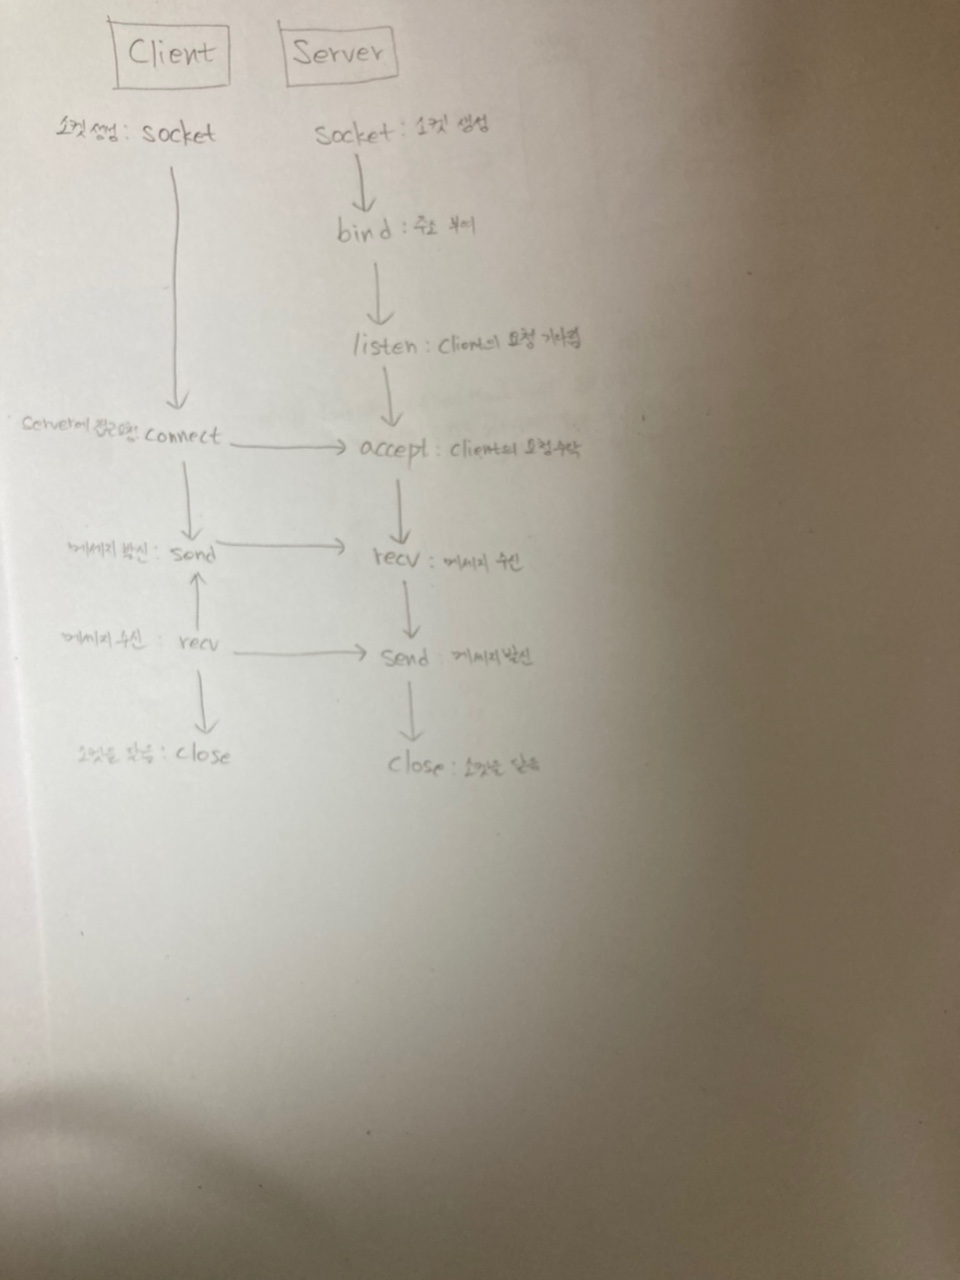 Client
Server
소켓 생성 : socket
socket : 소켓 생성
bind : 주소 부여
listen : client의 요청 기다림
server에 접근요청 connect
accept : client의 요청수락
메세지 발신 : send
recv : 메세지 수신
메세지 수신 : recv
send : 메세지 발신
소켓을 닫음 : close
close : 소켓을 닫음